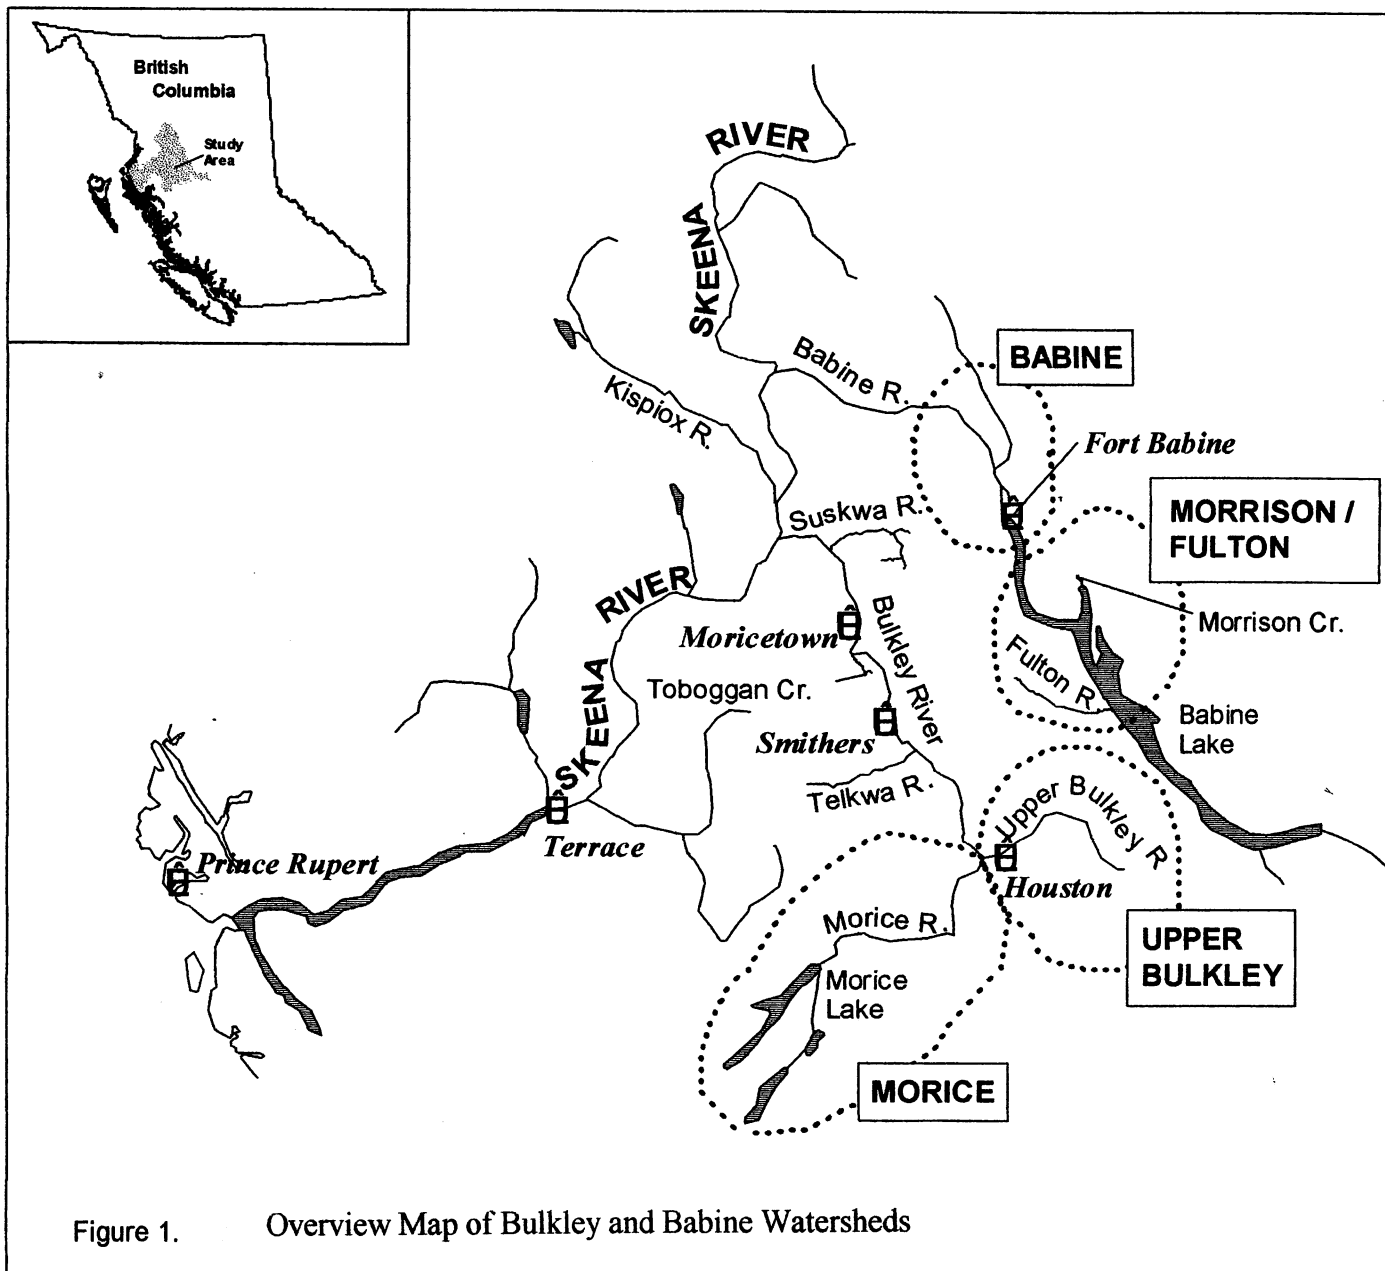 British
Columbia
Study
Area
RIVER
SKEENA
Babine R.
BABINE
Kispiox R.
Fort Babine
Suskwa R.
MORRISON /
FULTON
RIVER
SKEENA
Moricetown
Bulkley River
Morrison Cr.
Fulton R.
Toboggan Cr.
Smithers
Babine
Lake
Telkwa R.
Upper Bulkley R
Terrace
Prince Rupert
Houston
Morice R.
UPPER
BULKLEY
Morice
Lake
MORICE
Figure 1. Overview Map of Bulkley and Babine Watersheds